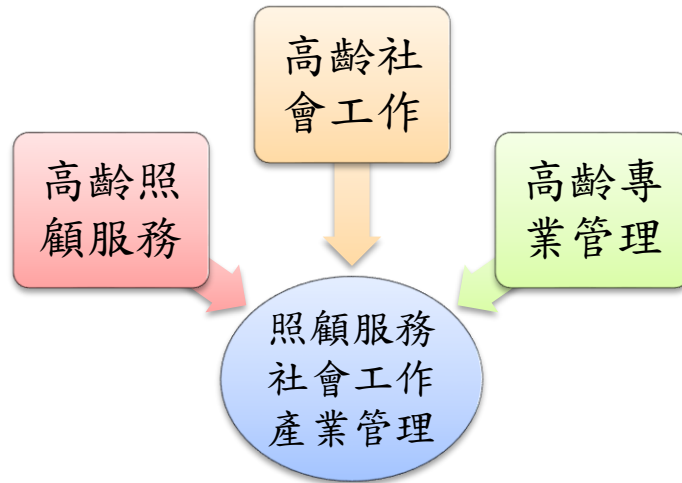 高齡社
會工作
高齡照
顧服務
高齡專
業管理
照顧服務
社會工作
產業管理